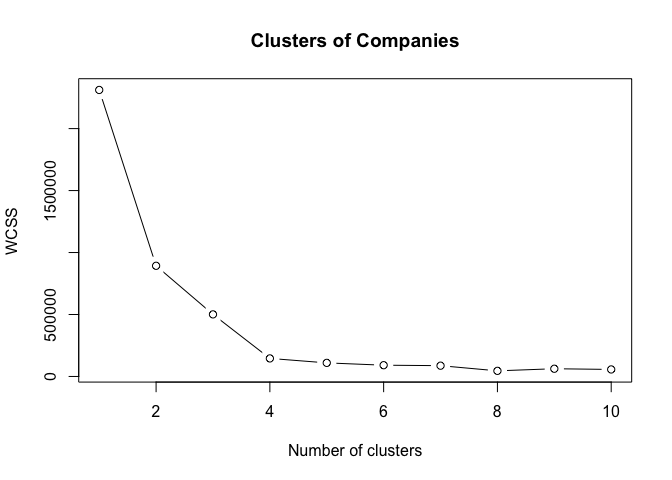 Clusters of Companies
WCSS
1500000
500000
0
2 4 6 8 10
Number of clusters